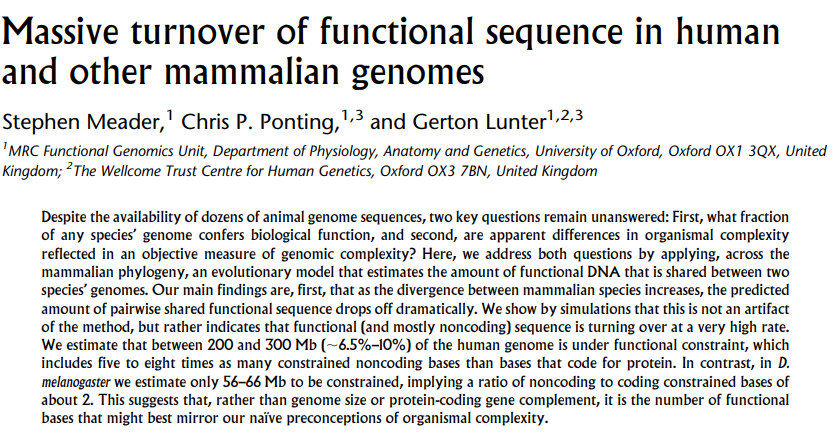 Massive turnover of functional sequence in human
and other mammalian genomes
Stephen Meader,¹ Chris P. Ponting,¹,³ and Gerton Lunter¹,²,³
¹MRC Functional Genomics Unit, Department of Physiology, Anatomy and Genetics, University of Oxford, Oxford OX1 3QX, United
Kingdom; ²The Wellcome Trust Centre for Human Genetics, Oxford OX3 7BN, United Kingdom
Despite the availability of dozens of animal genome sequences, two key questions remain unanswered: First, what fraction
of any species' genome confers biological function, and second, are apparent differences in organismal complexity
reflected in an objective measure of genomic complexity? Here, we address both questions by applying, across the
mammalian phylogeny, an evolutionary model that estimates the amount of functional DNA that is shared between two
species' genomes. Our main findings are, first, that as the divergence between mammalian species increases, the predicted
amount of pairwise shared functional sequence drops off dramatically. We show by simulations that this is not an artifact
of the method, but rather indicates that functional (and mostly noncoding) sequence is turning over at a very high rate.
We estimate that between 200 and 300 Mb (~6.5%–10%) of the human genome is under functional constraint, which
includes five to eight times as many constrained noncoding bases than bases that code for protein. In contrast, in D.
melanogaster we estimate only 56–66 Mb to be constrained, implying a ratio of noncoding to coding constrained bases of
about 2. This suggests that, rather than genome size or protein-coding gene complement, it is the number of functional
bases that might best mirror our naïve preconceptions of organismal complexity.